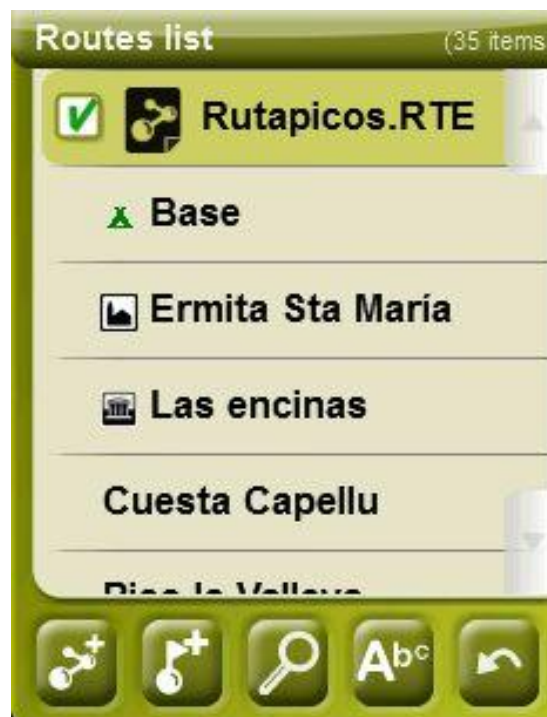 Routes list
(35 items
Rutapicos.RTE
Base
Ermita Sta María
Las encinas
Cuesta Capellu
Abc